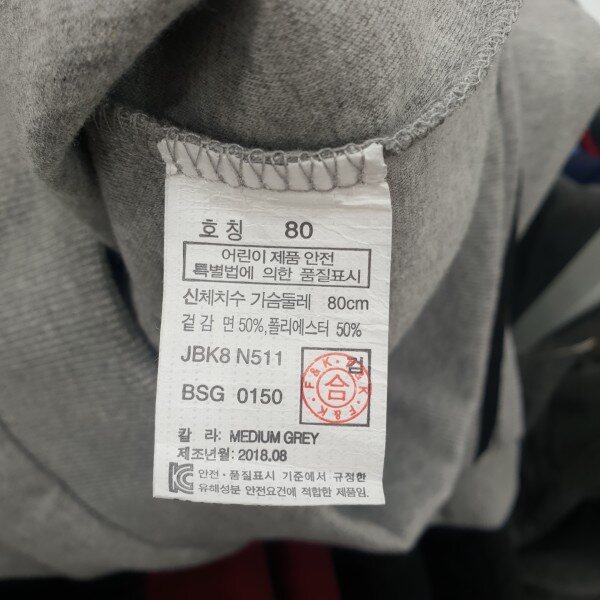 호칭 80
어린이 제품 안전
특별법에 의한 품질표시
신체치수 가슴둘레 80cm
겉감 면 50%,폴리에스터 50%
JBK8 N511
검
BSG 0150
F&K F&K
合
칼 라: MEDIUM GREY
제조년월: 2018.08
KC 안전·품질표시 기준에서 규정한
유해성분 안전요건에 적합한 제품임.